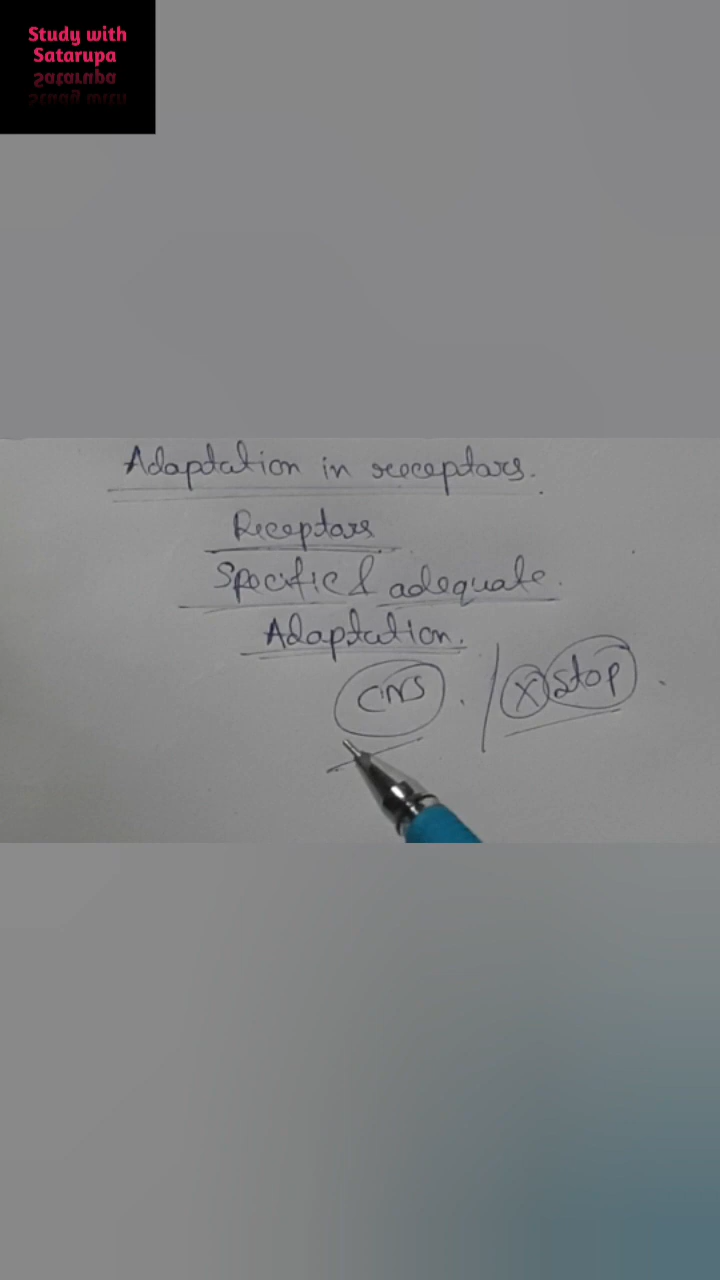 Study with
Satarupa
Adaptation in receptors.
Receptors
Specific & adequate.
Adaptation.
CNS. / X Stop.